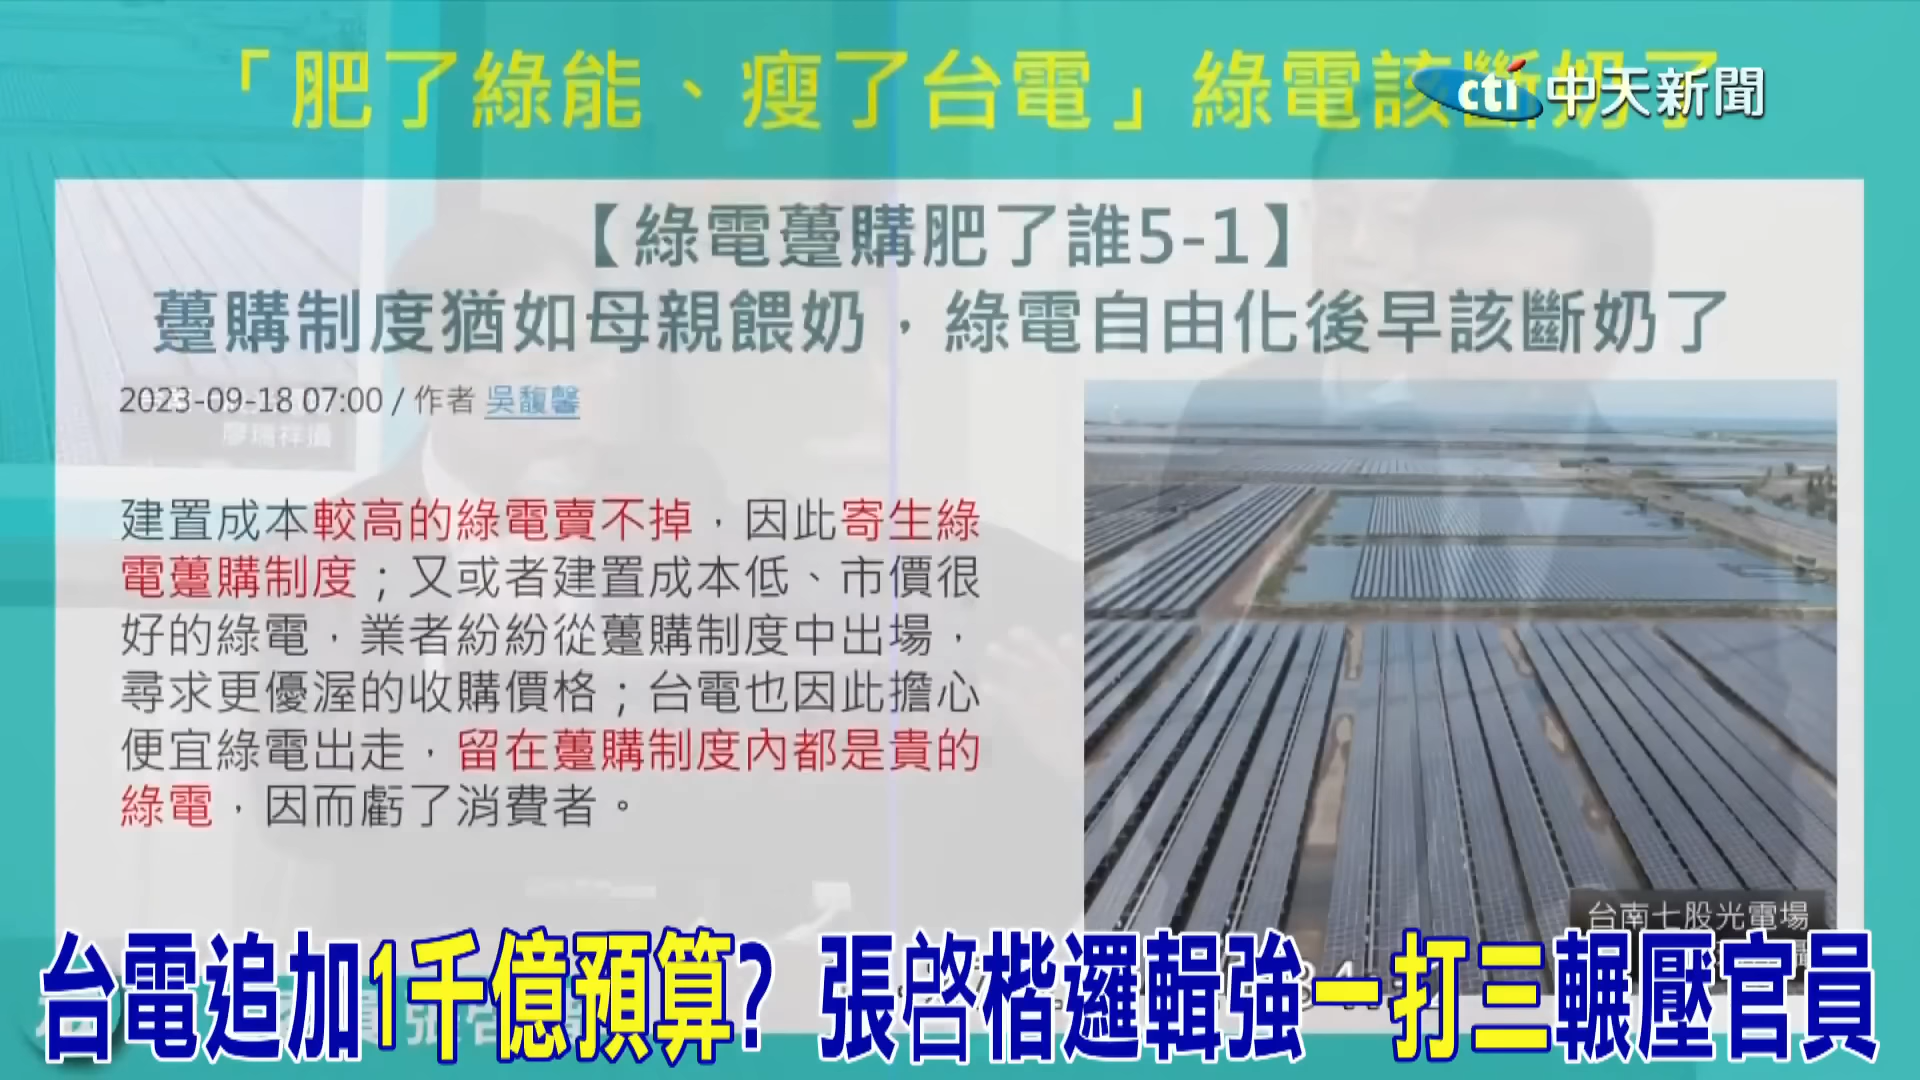 「肥了綠能、瘦了台電」綠電該斷奶了
cti 中天新聞
【綠電躉購肥了誰5-1】
躉購制度猶如母親餵奶，綠電自由化後早該斷奶了
2023-09-18 07:00 / 作者 吳馥馨
廖瑞祥攝
建置成本較高的綠電賣不掉，因此寄生綠
電躉購制度；又或者建置成本低、市價很
好的綠電，業者紛紛從躉購制度中出場，
尋求更優渥的收購價格；台電也因此擔心
便宜綠電出走，留在躉購制度內都是貴的
綠電，因而虧了消費者。
台南七股光電場
台電追加1千億預算? 張啓楷邏輯強一打三輾壓官員